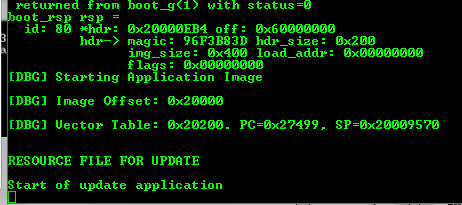 returned from boot_g(1) with status=0
boot_rsp rsp =
id: 80 *hdr: 0x20000EB4 off: 0x60000000
hdr-> magic: 96F3B83D hdr_size: 0x200
img_size: 0x400 load_addr: 0x00000000
flags: 0x00000000
[DBG] Starting Application Image
[DBG] Image Offset: 0x20000
[DBG] Vector Table: 0x20200. PC=0x27499, SP=0x20009570
RESOURCE FILE FOR UPDATE
Start of update application